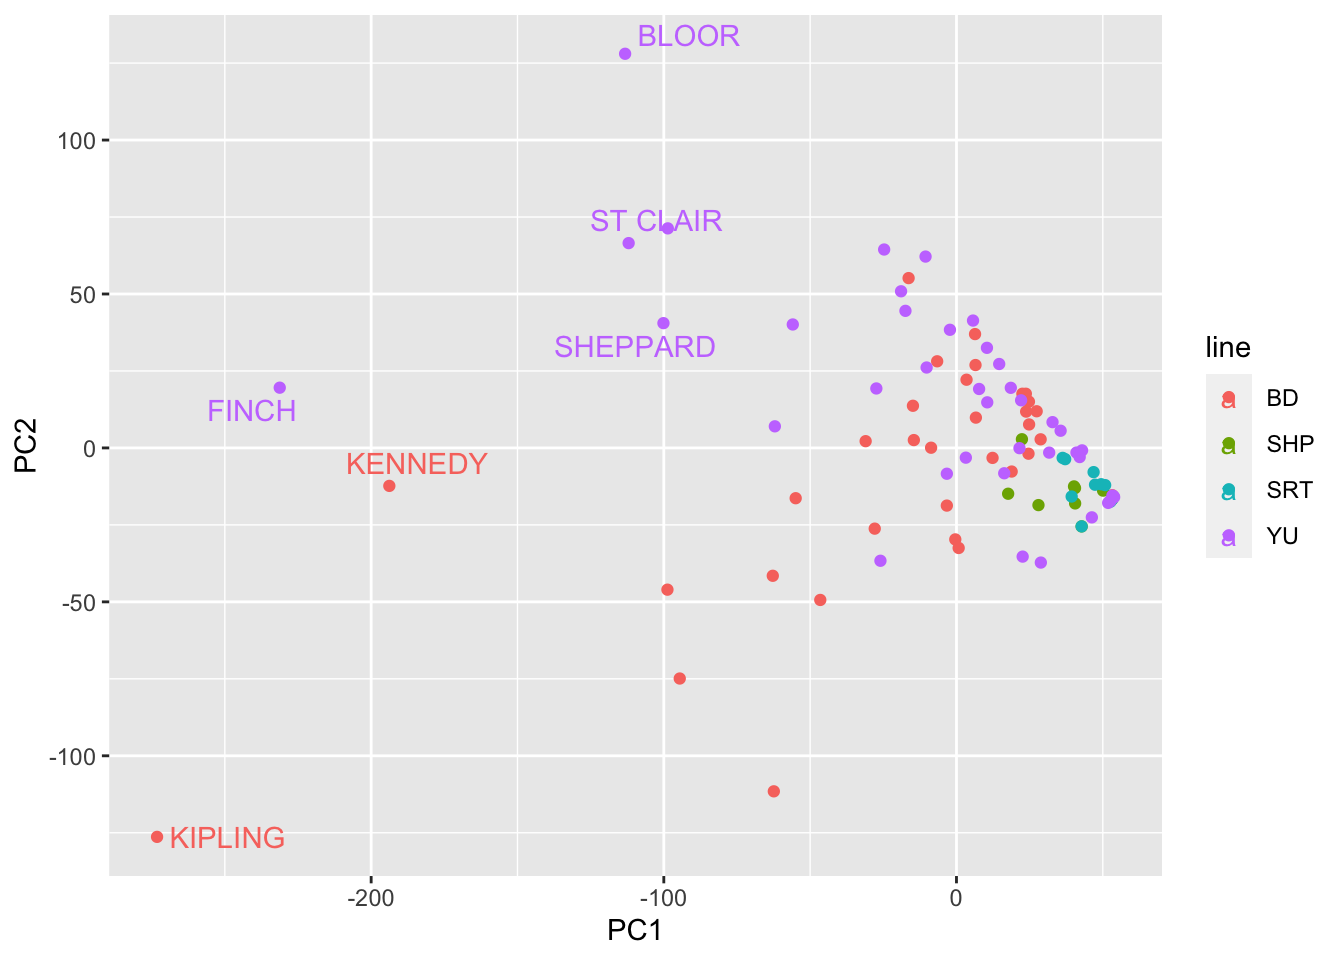 BLOOR
100
ST CLAIR
50
SHEPPARD
FINCH
0
KENNEDY
-50
-100
KIPLING
-200
-100
0
PC1
PC2
line
a BD
a SHP
a SRT
a YU